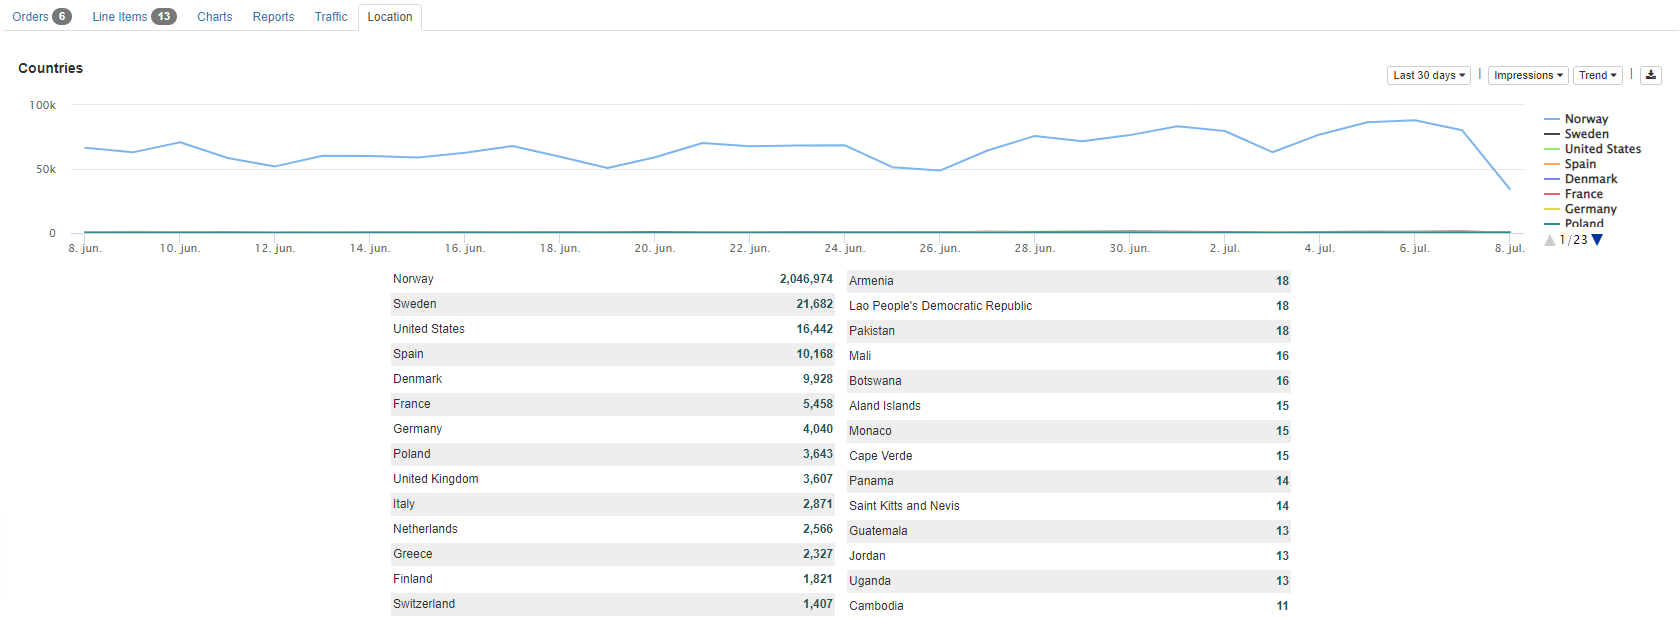 Orders 6 Line Items 13 Charts Reports Traffic Location
Countries
Last 30 days | Impressions Trend |
100k
50k
0
8. jun. 10. jun. 12. jun. 14. jun. 16. jun. 18. jun. 20. jun. 22. jun. 24. jun. 26. jun. 28. jun. 30. jun. 2. jul. 4. jul. 6. jul. 8. jul.
Norway
Sweden
United States
Spain
Denmark
France
Germany
Poland
1/23
Norway 2,046,974
Sweden 21,682
United States 16,442
Spain 10,168
Denmark 9,928
France 5,458
Germany 4,040
Poland 3,643
United Kingdom 3,607
Italy 2,871
Netherlands 2,566
Greece 2,327
Finland 1,821
Switzerland 1,407
Armenia 18
Lao People's Democratic Republic 18
Pakistan 18
Mali 16
Botswana 16
Aland Islands 15
Monaco 15
Cape Verde 15
Panama 14
Saint Kitts and Nevis 14
Guatemala 13
Jordan 13
Uganda 13
Cambodia 11